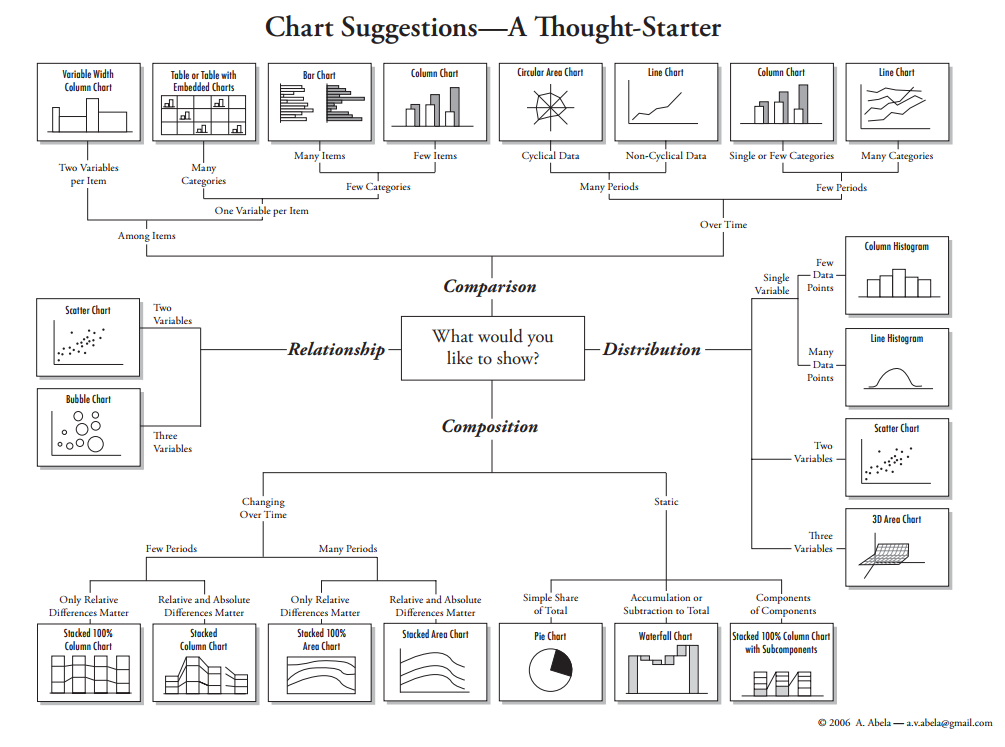 Chart Suggestions—A Thought-Starter
Variable Width
Column Chart
Table or Table with
Embedded Charts
Bar Chart
Column Chart
Circular Area Chart
Line Chart
Column Chart
Line Chart
Two Variables
per Item
Many
Categories
Many Items
Few Items
Cyclical Data
Non-Cyclical Data
Single or Few Categories
Many Categories
Few Categories
Many Periods
Few Periods
One Variable per Item
Over Time
Among Items
Comparison
What would you
like to show?
Relationship
Two
Variables
Scatter Chart
Three
Variables
Bubble Chart
Distribution
Single
Variable
Few
Data
Points
Column Histogram
Many
Data
Points
Line Histogram
Two
Variables
Scatter Chart
Three
Variables
3D Area Chart
Composition
Changing
Over Time
Static
Few Periods
Many Periods
Only Relative
Differences Matter
Relative and Absolute
Differences Matter
Only Relative
Differences Matter
Relative and Absolute
Differences Matter
Simple Share
of Total
Accumulation or
Subtraction to Total
Components
of Components
Stacked 100%
Column Chart
Stacked
Column Chart
Stacked 100%
Area Chart
Stacked Area Chart
Pie Chart
Waterfall Chart
Stacked 100% Column Chart
with Subcomponents
© 2006 A. Abela — a.v.abela@gmail.com